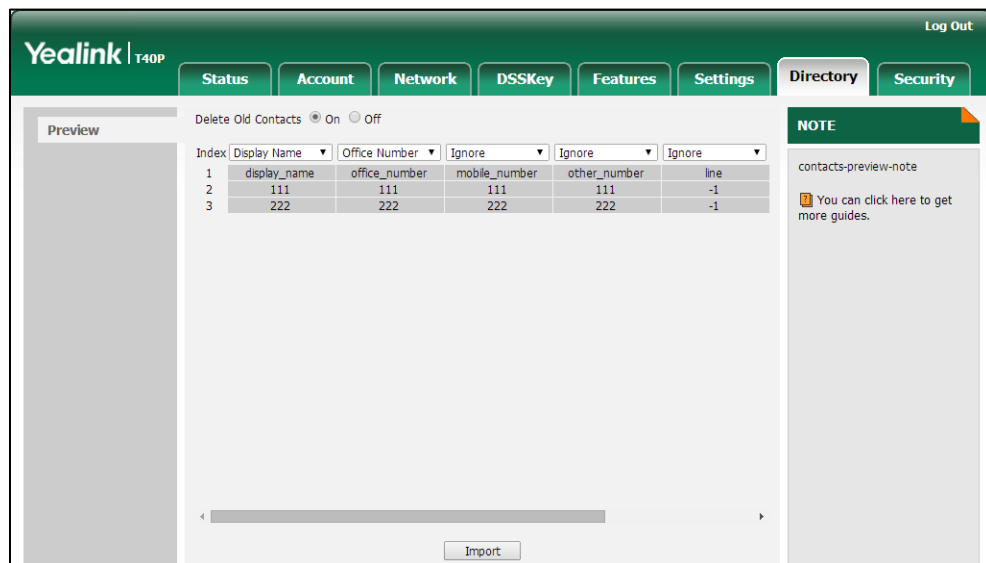 Log Out
Yealink T40P
Status Account Network DSSKey Features Settings Directory Security
Preview
Delete Old Contacts On Off
Index Display Name Office Number Ignore Ignore Ignore
1 display_name office_number mobile_number other_number line
2 111 111 111 111 -1
3 222 222 222 222 -1
Import
NOTE
contacts-preview-note
You can click here to get
more guides.